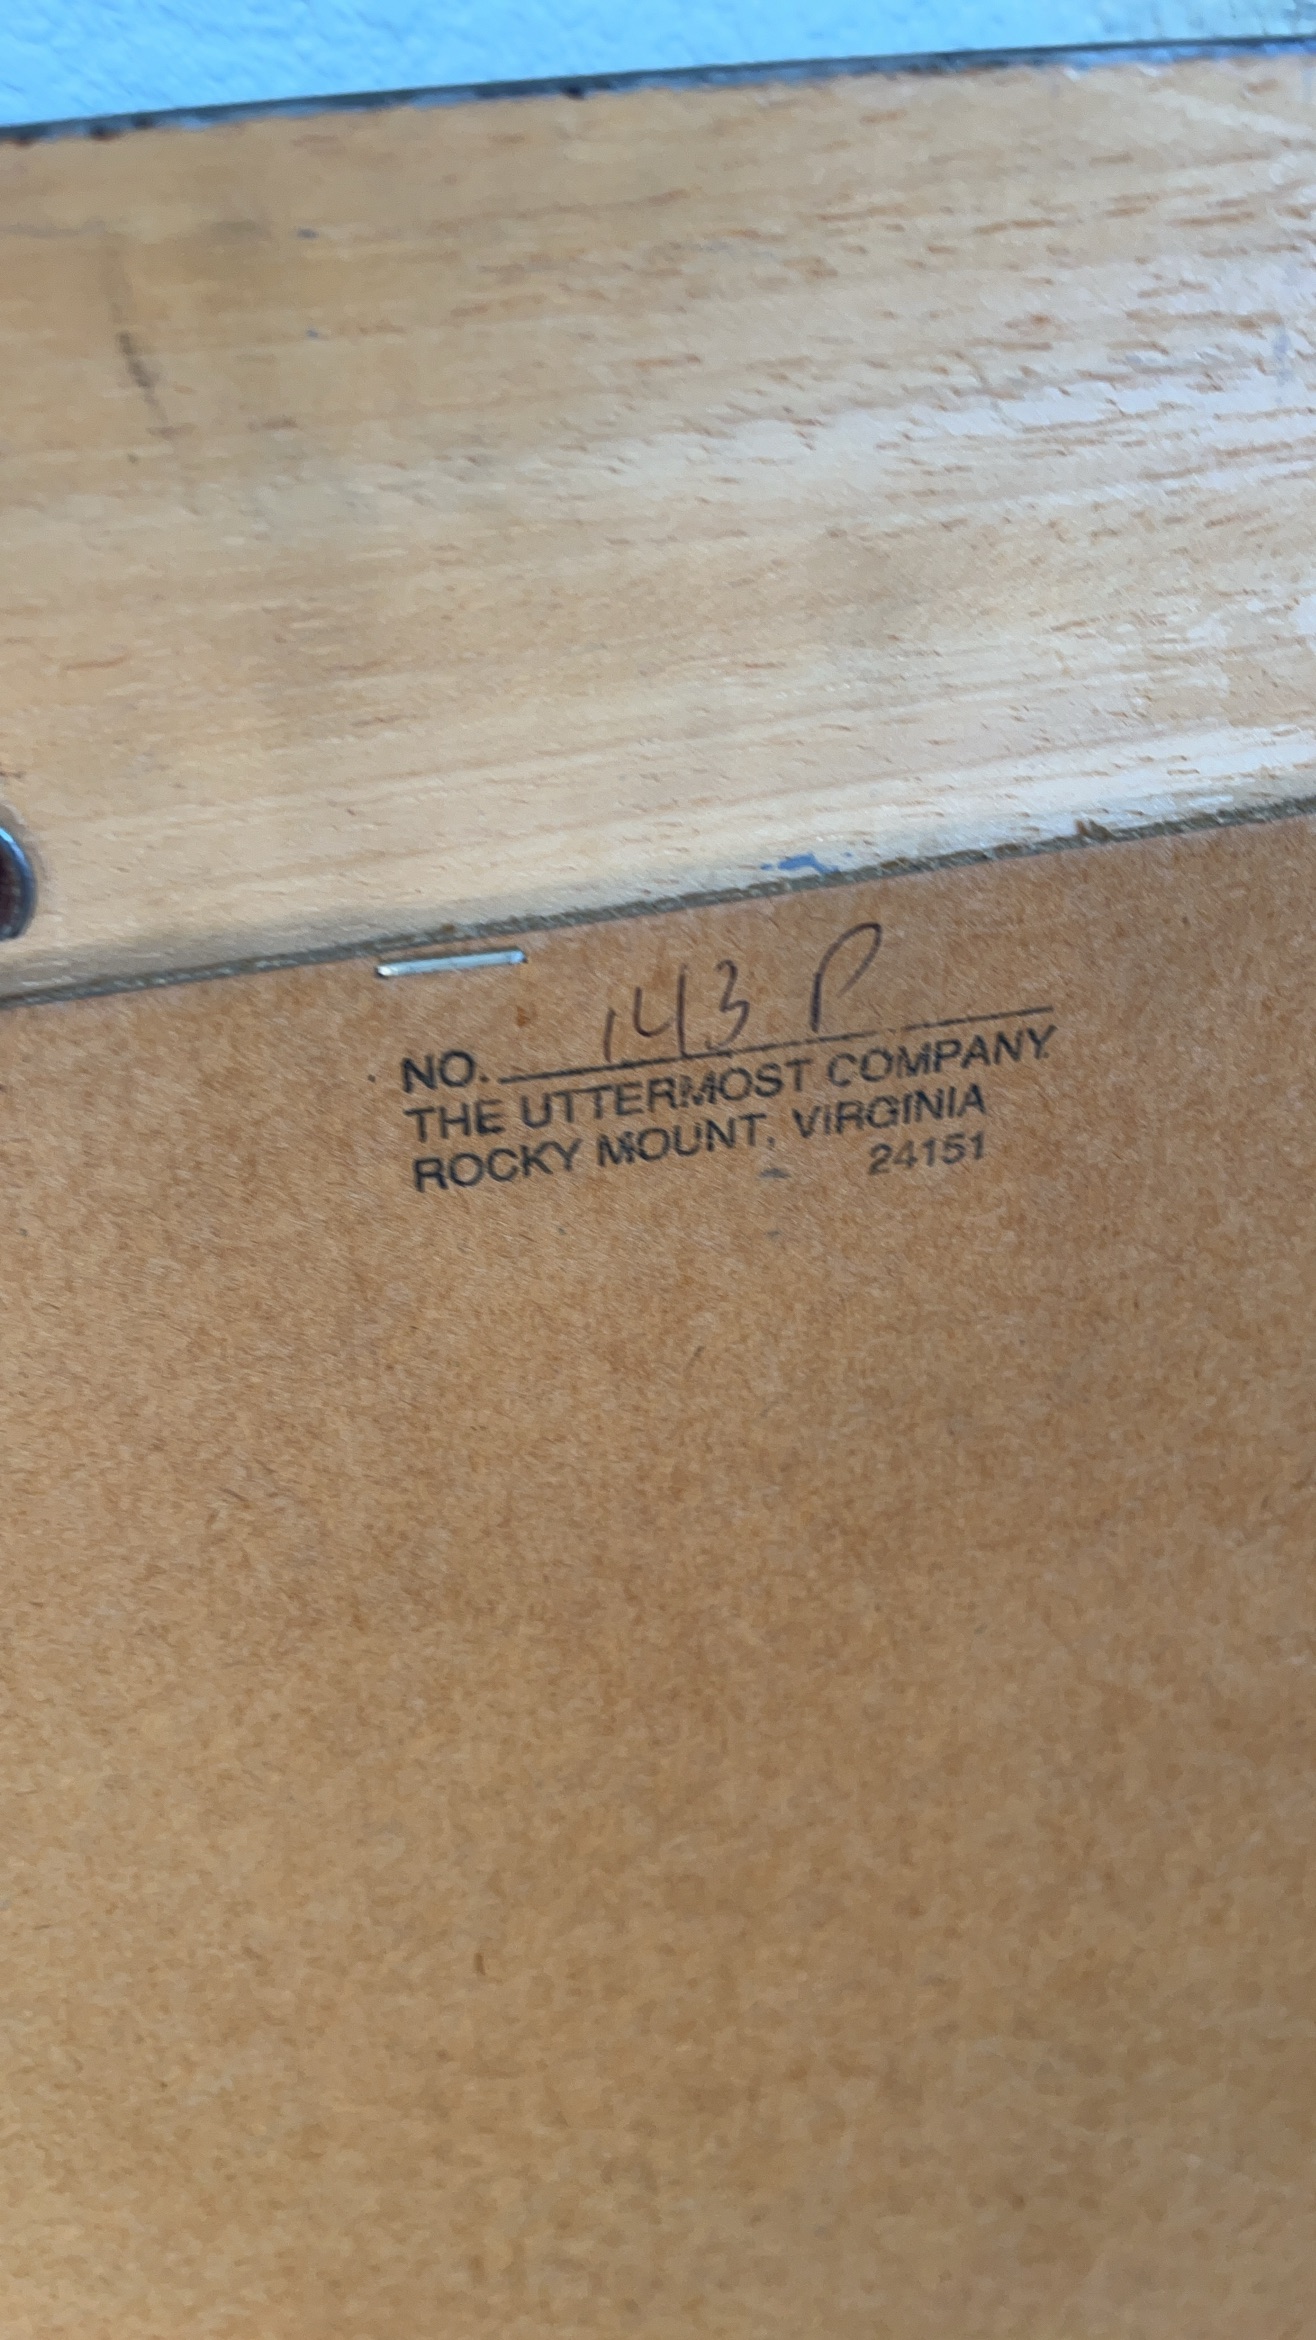 NO. 143 P
THE UTTERMOST COMPANY
ROCKY MOUNT, VIRGINIA
24151